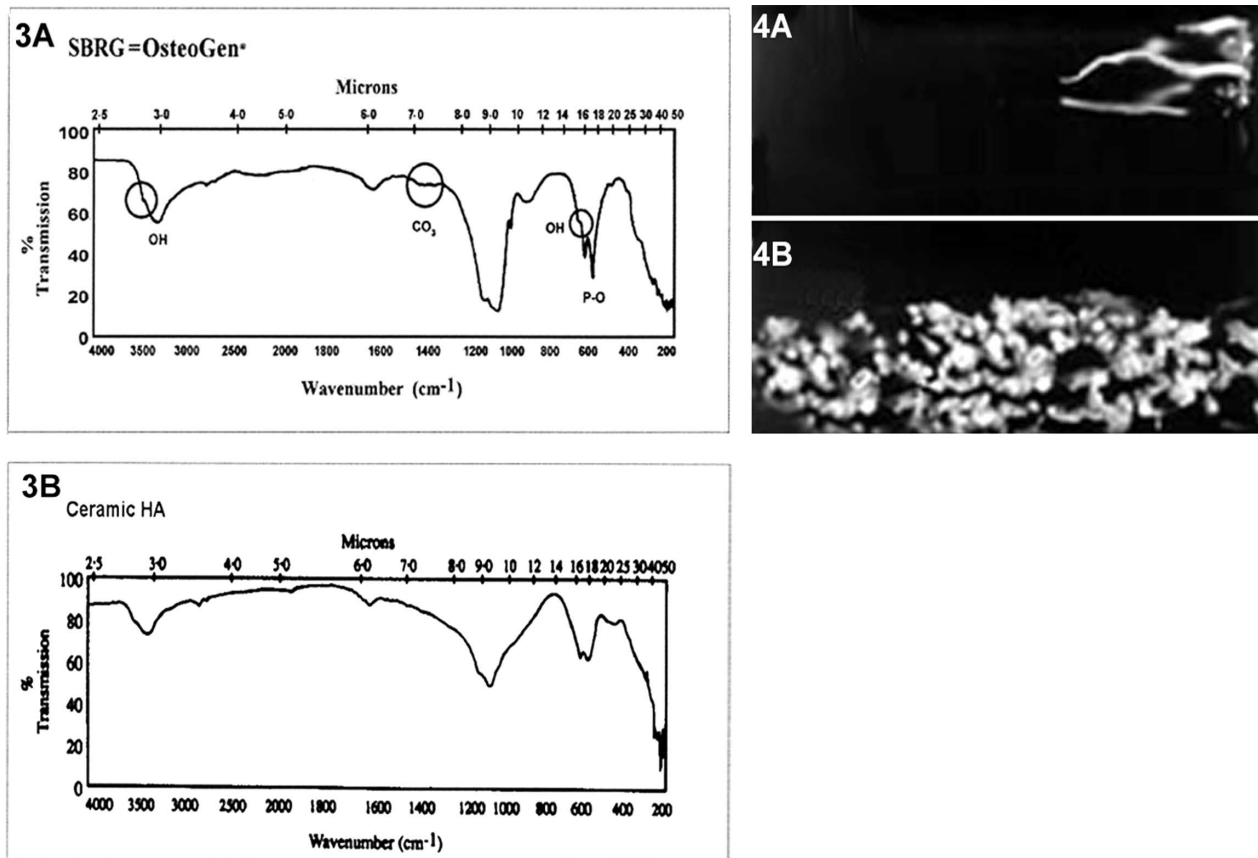 3A
SBRG=OsteoGen*
Microns
2·5 3·0 4·0 5·0 6·0 7·0 8·0 9·0 10 12 14 16 18 20 25 30 40 50
100
80
60
40
20
0
%
Transmission
OH
CO3
OH
P-O
4000 3500 3000 2500 2000 1800 1600 1400 1200 1000 800 600 400 200
Wavenumber (cm-1)
4A
4B
3B
Ceramic HA
Microns
2·5 3·0 4·0 5·0 6·0 7·0 8·0 9·0 10 12 14 16 18 20 25 30 40 50
100
80
60
40
20
0
%
Transmission
4000 3500 3000 2500 2000 1800 1600 1400 1200 1000 800 600 400 200
Wavenumber (cm-1)